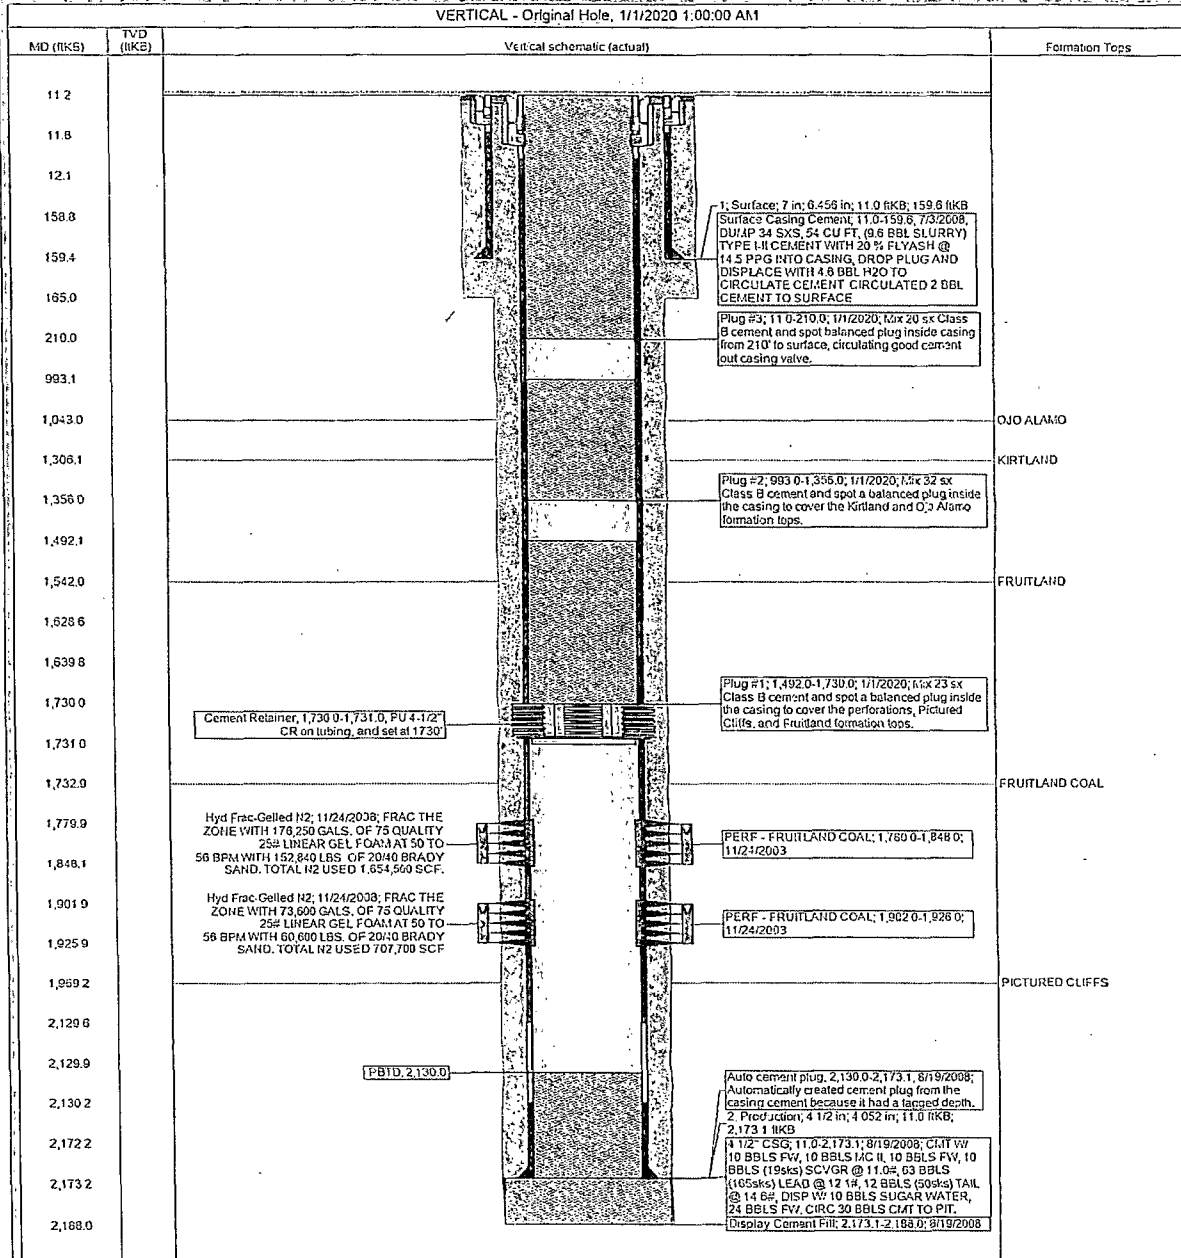 VERTICAL - Original Hole, 1/1/2020 1:00:00 AM
MD (ftKB)
TVD
(ftKB)
Vertical schematic (actual)
Formation Tops
11.2
11.8
12.1
158.8
159.4
165.0
210.0
993.1
1,043.0
1,306.1
1,356.0
1,492.1
1,542.0
1,628.6
1,639.8
1,730.0
1,731.0
1,732.9
1,779.9
1,848.1
1,901.9
1,925.9
1,969.2
2,129.6
2,129.9
2,130.2
2,172.2
2,173.2
2,188.0
1; Surface; 7 in; 6.456 in; 11.0 ftKB; 159.6 ftKB
Surface Casing Cement; 11.0-159.6; 7/3/2008;
DUMP 34 SXS, 54 CU FT, (9.6 BBL SLURRY)
TYPE I-II CEMENT WITH 20 % FLYASH @
14.5 PPG INTO CASING, DROP PLUG AND
DISPLACE WITH 4.8 BBL H2O TO
CIRCULATE CEMENT CIRCULATED 2 BBL
CEMENT TO SURFACE
Plug #3; 11.0-210.0; 1/1/2020; Mix 20 sx Class
B cement and spot balanced plug inside casing
from 210' to surface, circulating good cement
out casing valve.
OJO ALAMO
KIRTLAND
Plug #2; 993.0-1,356.0; 1/1/2020; Mix 32 sx
Class B cement and spot a balanced plug inside
the casing to cover the Kirtland and Ojo Alamo
formation tops.
FRUITLAND
Plug #1; 1,492.0-1,730.0; 1/1/2020; Mix 23 sx
Class B cement and spot a balanced plug inside
the casing to cover the perforations, Pictured
Cliffs, and Fruitland formation tops.
Cement Retainer, 1,730.0-1,731.0, PU 4-1/2"
CR on tubing, and set at 1730'
FRUITLAND COAL
Hyd Frac-Gelled N2; 11/24/2008; FRAC THE
ZONE WITH 176,250 GALS. OF 75 QUALITY
25# LINEAR GEL FOAM AT 50 TO
56 BPM WITH 152,840 LBS. OF 20/40 BRADY
SAND. TOTAL N2 USED 1,654,500 SCF.
PERF - FRUITLAND COAL; 1,780.0-1,848.0;
11/24/2003
Hyd Frac-Gelled N2; 11/24/2008; FRAC THE
ZONE WITH 73,600 GALS. OF 75 QUALITY
25# LINEAR GEL FOAM AT 50 TO
56 BPM WITH 60,600 LBS. OF 20/40 BRADY
SAND. TOTAL N2 USED 707,700 SCF
PERF - FRUITLAND COAL; 1,902.0-1,926.0;
11/24/2003
PICTURED CLIFFS
PBTD, 2,130.0
Auto cement plug, 2,130.0-2,173.1, 8/19/2008;
Automatically created cement plug from the
casing cement because it had a tagged depth.
2, Production; 4 1/2 in; 4.052 in; 11.0 ftKB;
2,173.1 ftKB
4 1/2" CSG; 11.0-2,173.1; 8/19/2008; CMT W/
10 BBLS FW, 10 BBLS MC II, 10 BBLS FW, 10
BBLS (19sks) SCVGR @ 11.0#, 63 BBLS
(165sks) LEAD @ 12.1#, 12 BBLS (50sks) TAIL
@ 14.6#, DISP W/ 10 BBLS SUGAR WATER,
24 BBLS FW. CIRC 30 BBLS CMT TO PIT.
Display Cement Fill; 2,173.1-2,188.0; 8/19/2008